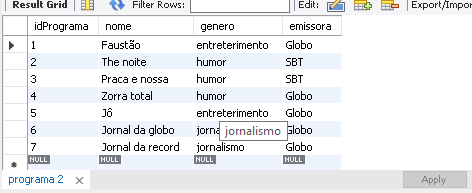 Result Grid Filter Rows: Edit: Export/Impor
idPrograma nome genero emissora
1 Faustão entreterimento Globo
2 The noite humor SBT
3 Praca e nossa humor SBT
4 Zorra total humor Globo
5 Jô entreterimento Globo
6 Jornal da globo jorna jornalismo Globo
7 Jornal da record jornalismo Globo
NULL NULL NULL NULL
programa 2 Apply